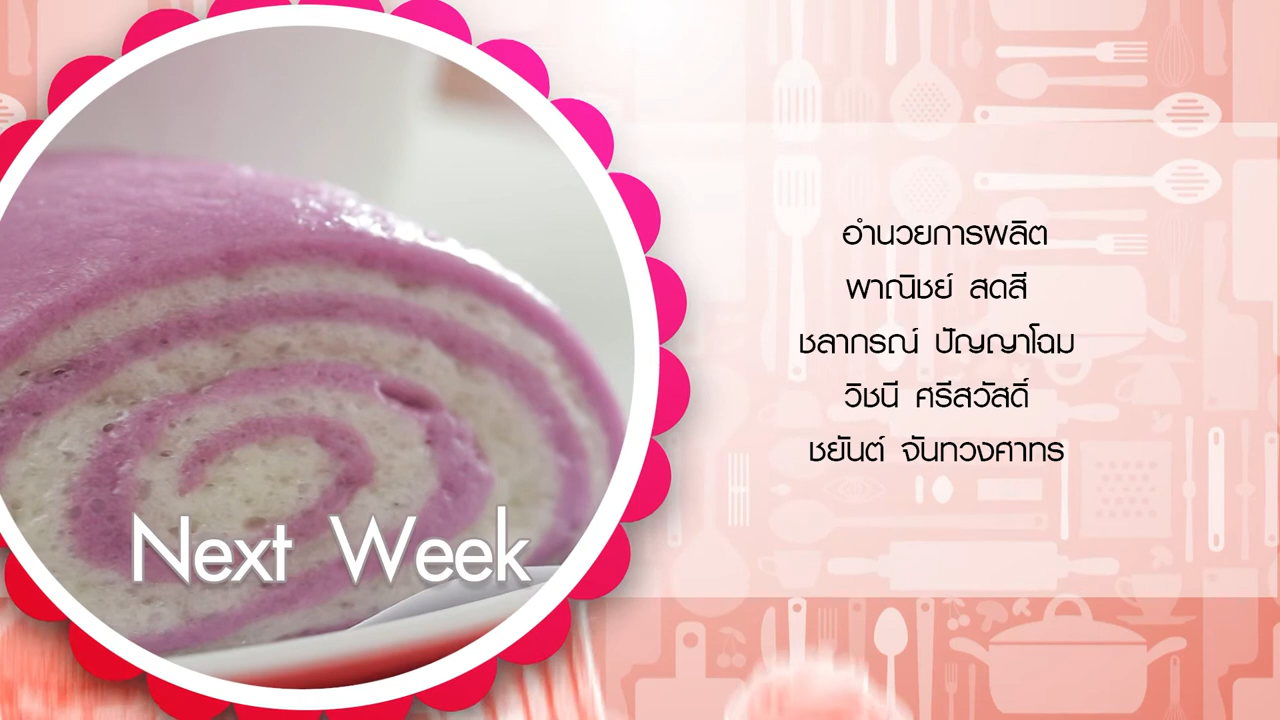 อำนวยการผลิต
พาณิชย์ สดสี
ชลากรณ์ ปัญญาโฉม
วิชนี ศรีสวัสดิ์
ชยันต์ จันทวงศาทร
Next Week